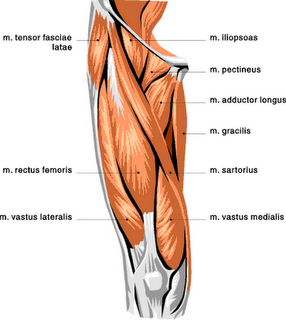 m. tensor fasciae
latae
m. rectus femoris
m. vastus lateralis
m. iliopsoas
m. pectineus
m. adductor longus
m. gracilis
m. sartorius
m. vastus medialis